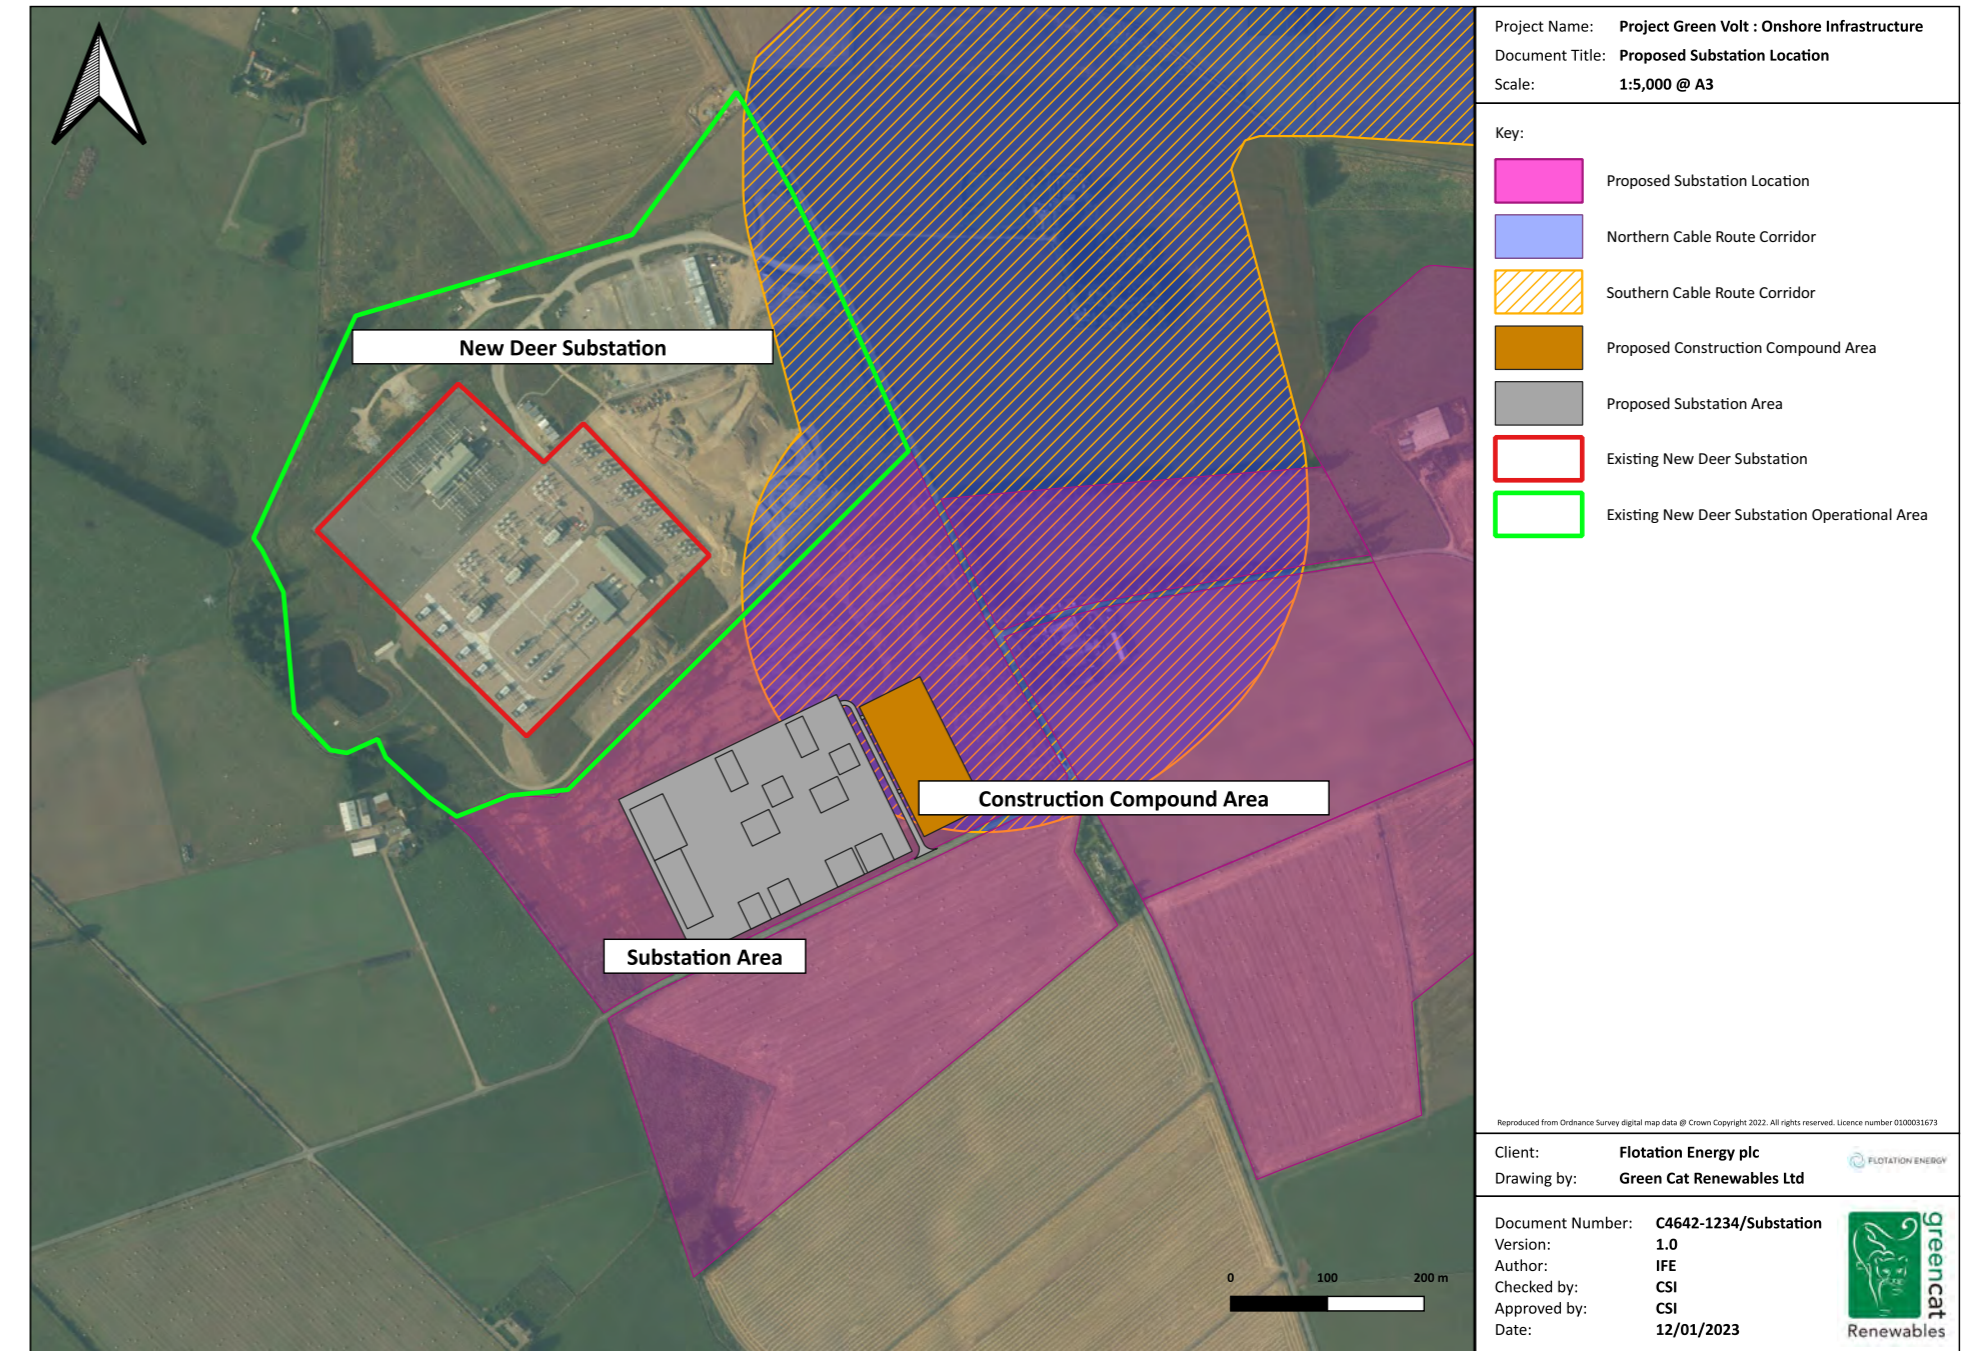 New Deer Substation
Construction Compound Area
Substation Area
0 100 200 m
Project Name: Project Green Volt : Onshore Infrastructure
Document Title: Proposed Substation Location
Scale: 1:5,000 @ A3
Key:
Proposed Substation Location
Northern Cable Route Corridor
Southern Cable Route Corridor
Proposed Construction Compound Area
Proposed Substation Area
Existing New Deer Substation
Existing New Deer Substation Operational Area
Reproduced from Ordnance Survey digital map data @ Crown Copyright 2022. All rights reserved. Licence number 0100031673
Client: Flotation Energy plc
FLOTATION ENERGY
Drawing by: Green Cat Renewables Ltd
Document Number: C4642-1234/Substation
Version: 1.0
Author: IFE
Checked by: CSI
Approved by: CSI
Date: 12/01/2023
greencat
Renewables